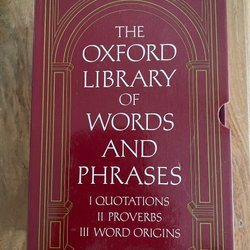 THE
OXFORD
LIBRARY
OF
WORDS
AND
PHRASES
I QUOTATIONS
II PROVERBS
III WORD ORIGINS